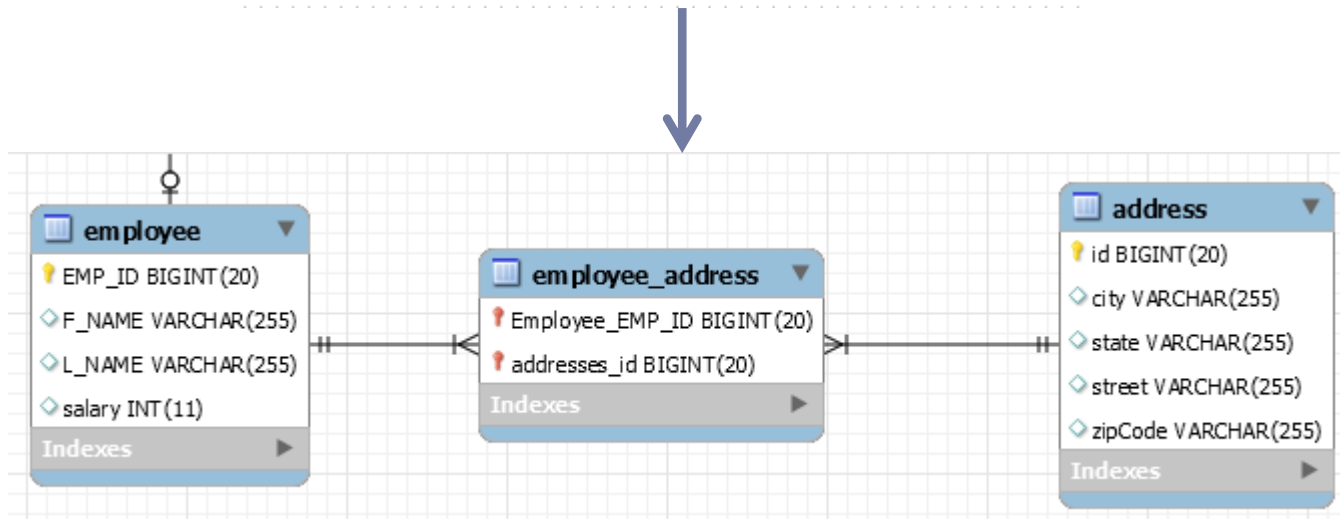 employee
EMP_ID BIGINT(20)
F_NAME VARCHAR(255)
L_NAME VARCHAR(255)
salary INT(11)
Indexes
employee_address
Employee_EMP_ID BIGINT(20)
addresses_id BIGINT(20)
Indexes
address
id BIGINT(20)
city VARCHAR(255)
state VARCHAR(255)
street VARCHAR(255)
zipCode VARCHAR(255)
Indexes